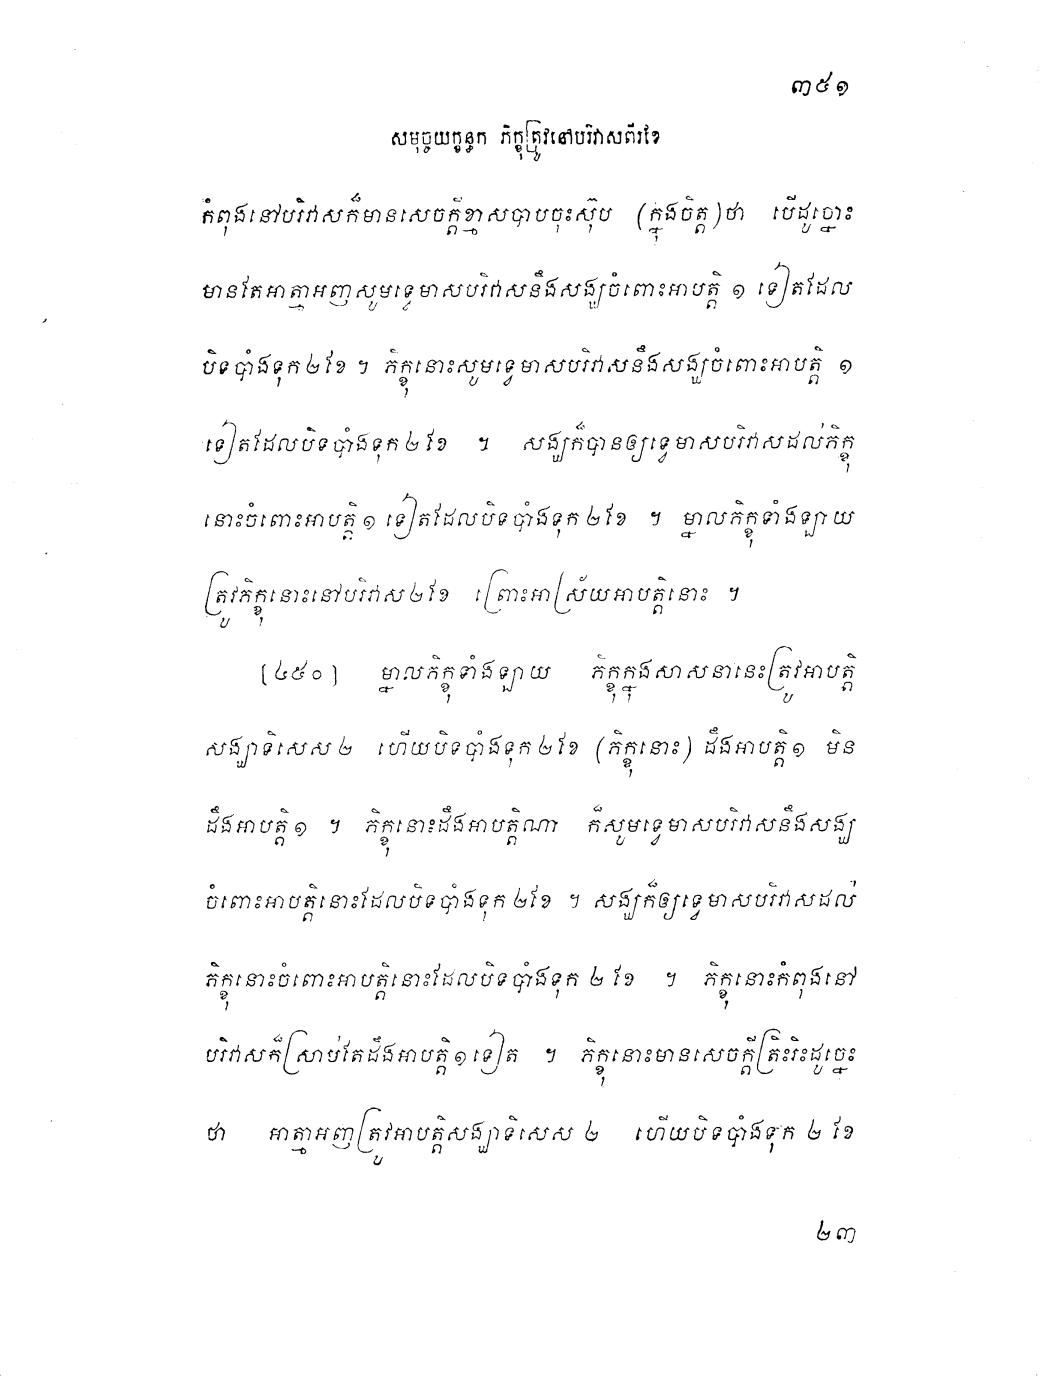 ៣៥១
សមុច្ចយក្ខន្ធក ភិក្ខុត្រូវនៅបរិវាសពីរខែ
កំពុងនៅបរិវាសក៏មានសេចក្តីខ្មាសបាបចុះស៊ុប (ក្នុងចិត្ត)ថា បើដូច្នោះ
មានតែអាត្មាអញសូមទ្វេមាសបរិវាសនឹងសង្ឃចំពោះអាបត្តិ ១ ទៀតដែល
បិទបាំងទុក ២ ខែ ។ ភិក្ខុនោះសូមទ្វេមាសបរិវាសនឹងសង្ឃចំពោះអាបត្តិ ១
ទៀតដែលបិទបាំងទុក ២ ខែ ។ សង្ឃក៏បានឲ្យទ្វេមាសបរិវាសដល់ភិក្ខុ
នោះចំពោះអាបត្តិ ១ ទៀតដែលបិទបាំងទុក ២ ខែ ។ ម្នាលភិក្ខុទាំងឡាយ
ត្រូវភិក្ខុនោះនៅបរិវាស ២ ខែ ព្រោះអាស្រ័យអាបត្តិនោះ ។
[៤៥០] ម្នាលភិក្ខុទាំងឡាយ ភិក្ខុក្នុងសាសនានេះត្រូវអាបត្តិ
សង្ឃាទិសេស ២ ហើយបិទបាំងទុក ២ ខែ (ភិក្ខុនោះ) ដឹងអាបត្តិ ១ មិន
ដឹងអាបត្តិ ១ ។ ភិក្ខុនោះដឹងអាបត្តិណា ក៏សូមទ្វេមាសបរិវាសនឹងសង្ឃ
ចំពោះអាបត្តិនោះដែលបិទបាំងទុក ២ ខែ ។ សង្ឃក៏ឲ្យទ្វេមាសបរិវាសដល់
ភិក្ខុនោះចំពោះអាបត្តិនោះដែលបិទបាំងទុក ២ ខែ ។ ភិក្ខុនោះកំពុងនៅ
បរិវាសក៏ស្រាប់តែដឹងអាបត្តិ ១ ទៀត ។ ភិក្ខុនោះមានសេចក្តីត្រិះរិះដូច្នេះ
ថា អាត្មាអញត្រូវអាបត្តិសង្ឃាទិសេស ២ ហើយបិទបាំងទុក ២ ខែ
២៣